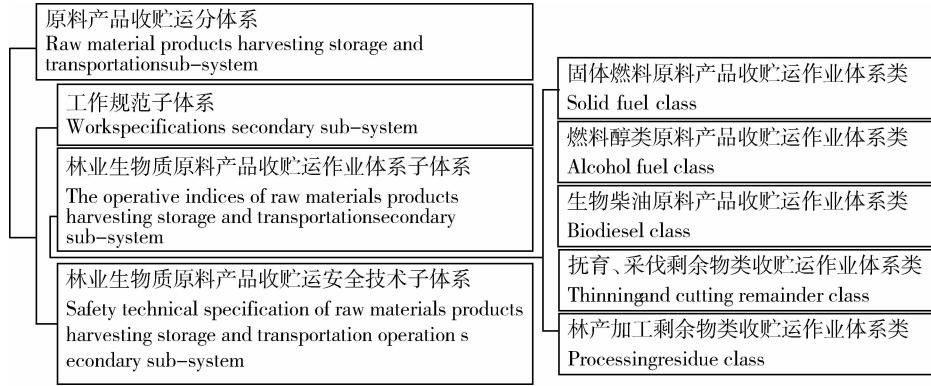 原料产品收贮运分体系
Raw material products harvesting storage and
transportationsub-system
工作规范子体系
Workspecifications secondary sub-system
林业生物质原料产品收贮运作业体系子体系
The operative indices of raw materials products
harvesting storage and transportationsecondary
sub-system
林业生物质原料产品收贮运安全技术子体系
Safety technical specification of raw materials products
harvesting storage and transportation operation s
econdary sub-system
固体燃料原料产品收贮运作业体系类
Solid fuel class
燃料醇类原料产品收贮运作业体系类
Alcohol fuel class
生物柴油原料产品收贮运作业体系类
Biodiesel class
抚育、采伐剩余物类收贮运作业体系类
Thinningand cutting remainder class
林产加工剩余物类收贮运作业体系类
Processingresidue class